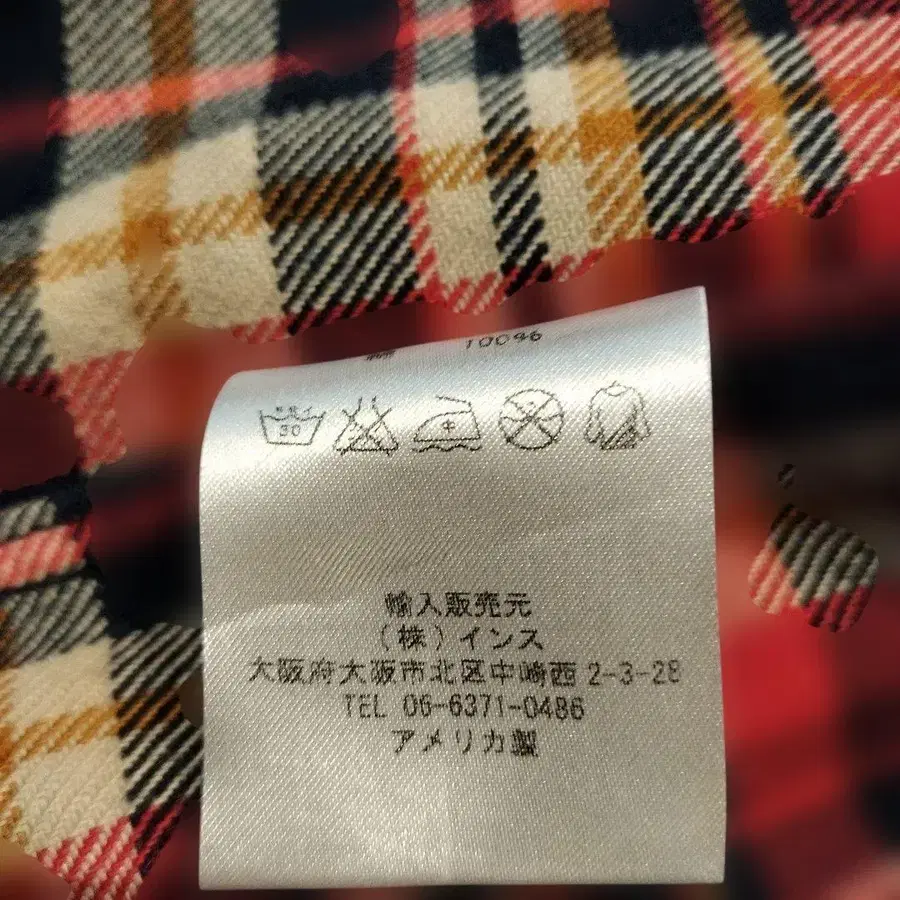 綿 100%
30
輸入販売元
(株)インス
大阪府大阪市北区中崎西 2-3-28
TEL 06-6371-0486
アメリカ製